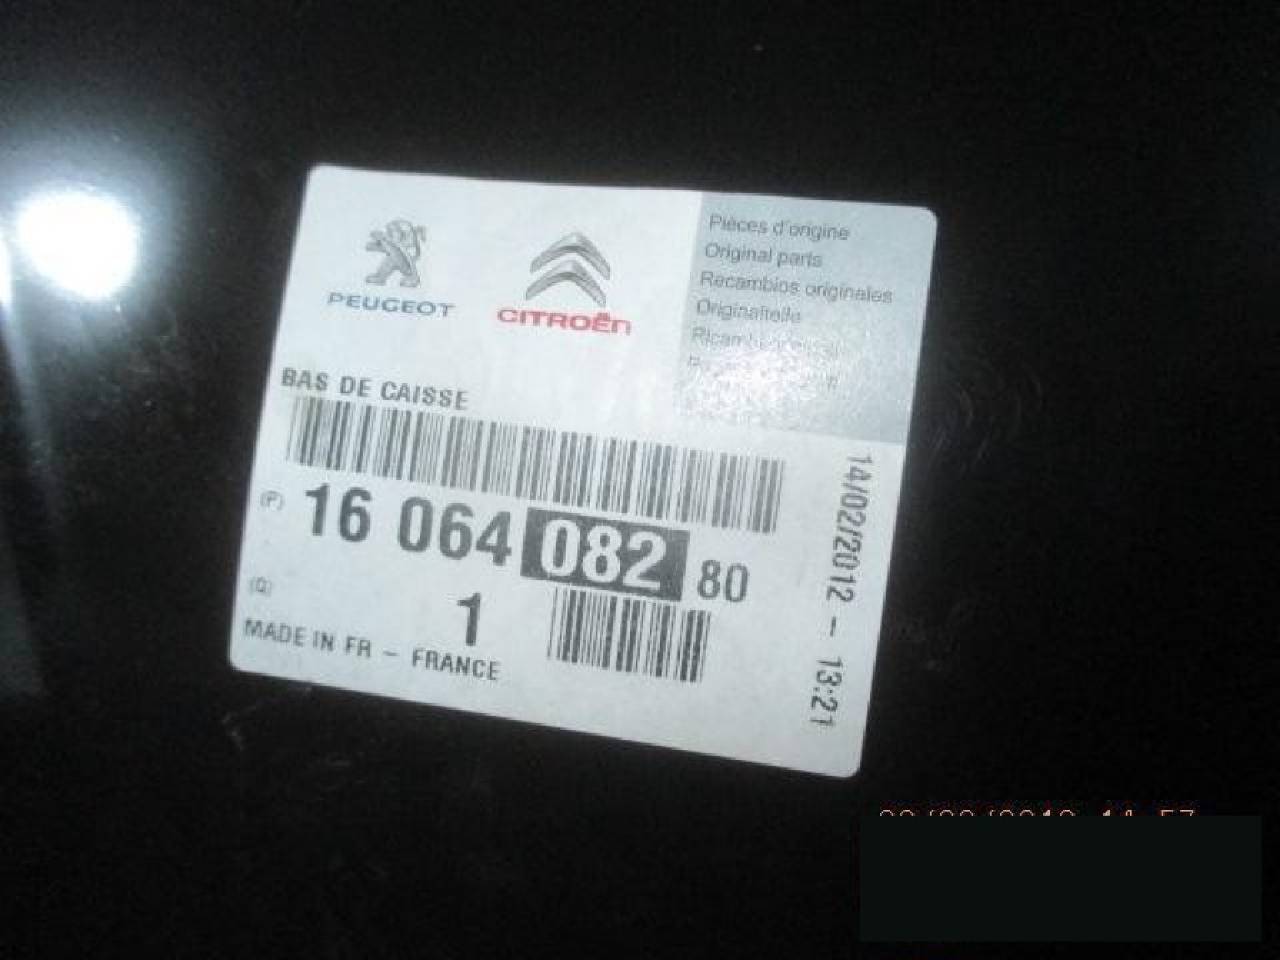 PEUGEOT
CITROËN
Pièces d'origine
Original parts
Recambios originales
Originalteile
BAS DE CAISSE
(P) 16 064 082 80
(Q) 1
MADE IN FR - FRANCE
14/02/2012 - 13:21